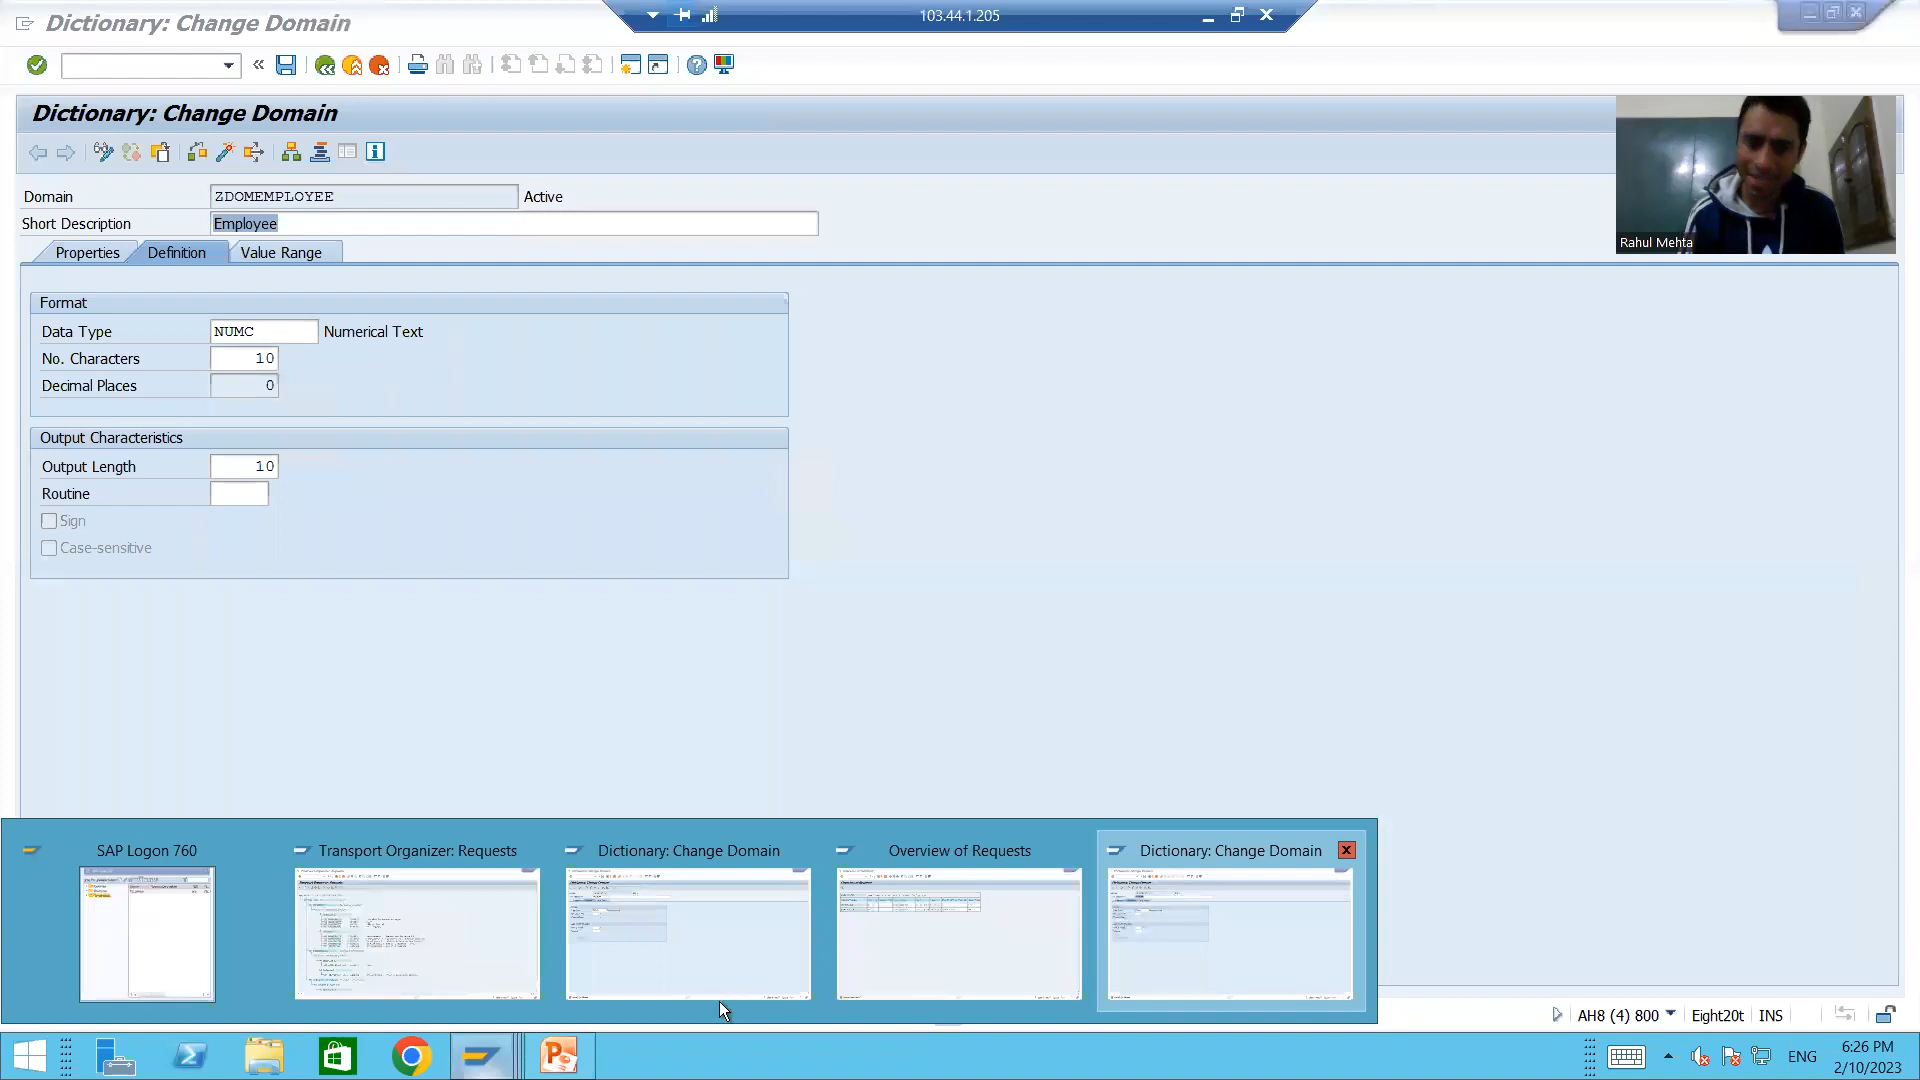 Dictionary: Change Domain
103.44.1.205
Dictionary: Change Domain
Domain ZDOMEMPLOYEE Active
Short Description Employee
Properties Definition Value Range
Rahul Mehta
Format
Data Type NUMC Numerical Text
No. Characters 10
Decimal Places 0
Output Characteristics
Output Length 10
Routine
Sign
Case-sensitive
SAP Logon 760 Transport Organizer: Requests Dictionary: Change Domain Overview of Requests Dictionary: Change Domain
AH8 (4) 800 Eight20t INS
ENG
6:26 PM
2/10/2023